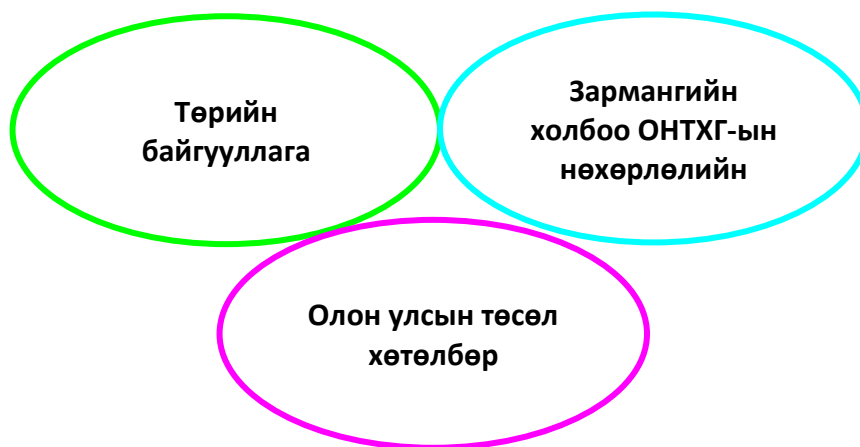 Төрийн
байгууллага
Зармангийн
холбоо ОНТХГ-ын
нөхөрлөлийн
Олон улсын төсөл
хөтөлбөр